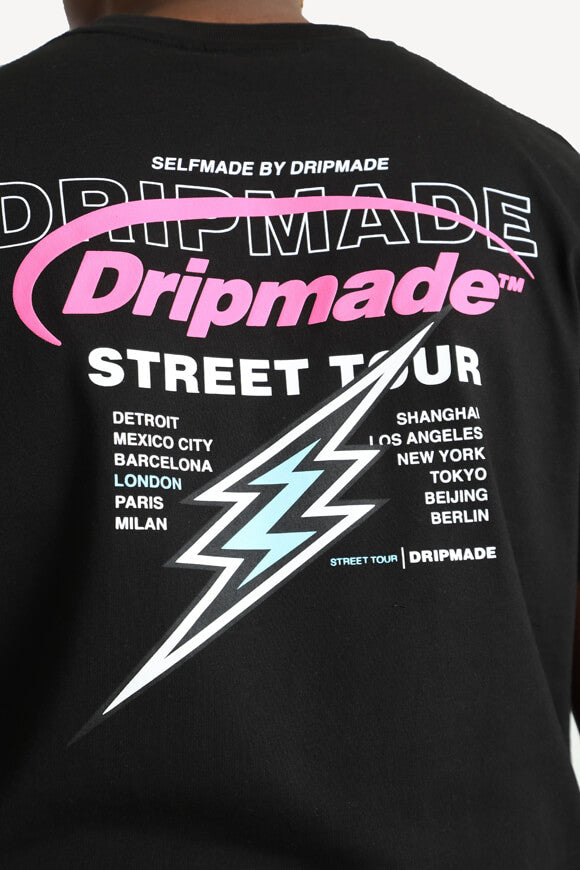 SELFMADE BY DRIPMADE
DRIPMADE
Dripmade™
STREET TOUR
DETROIT
MEXICO CITY
BARCELONA
LONDON
PARIS
MILAN
SHANGHAI
LOS ANGELES
NEW YORK
TOKYO
BEIJING
BERLIN
STREET TOUR | DRIPMADE